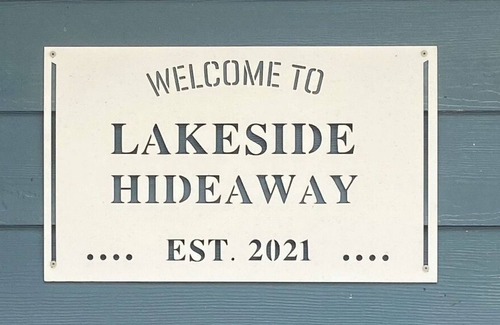 WELCOME TO
LAKESIDE
HIDEAWAY
.... EST. 2021 ....